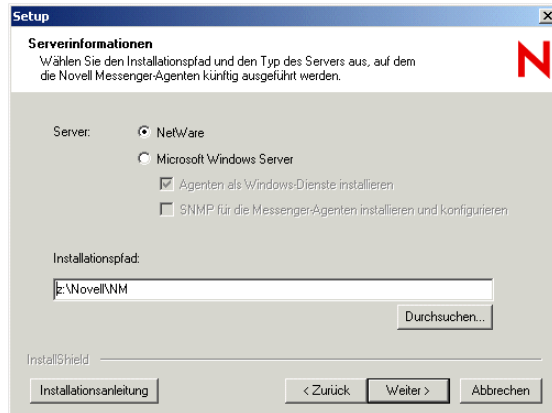 Setup
Serverinformationen
Wählen Sie den Installationspfad und den Typ des Servers aus, auf dem
die Novell Messenger-Agenten künftig ausgeführt werden.
N
Server:
NetWare
Microsoft Windows Server
Agenten als Windows-Dienste installieren
SNMP für die Messenger-Agenten installieren und konfigurieren
Installationspfad:
z:\Novell\NM
Durchsuchen...
InstallShield
Installationsanleitung
< Zurück
Weiter >
Abbrechen